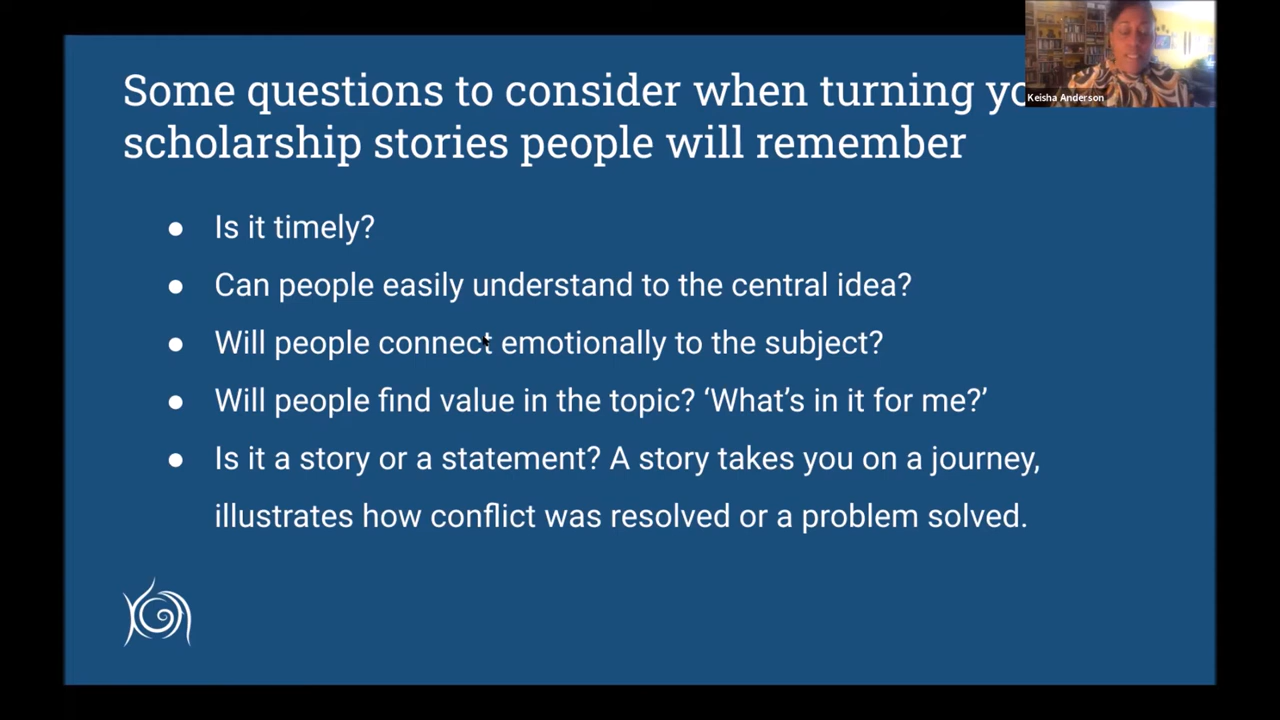 Some questions to consider when turning yo
scholarship stories people will remember
Keisha Anderson
● Is it timely?
● Can people easily understand to the central idea?
● Will people connect emotionally to the subject?
● Will people find value in the topic? ‘What’s in it for me?’
● Is it a story or a statement? A story takes you on a journey,
illustrates how conflict was resolved or a problem solved.